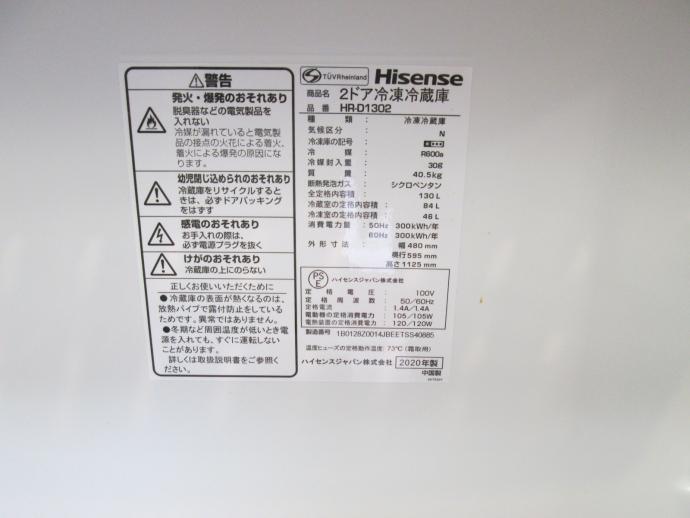 警告
発火・爆発のおそれあり
脱臭器などの電気製品を
入れない
冷媒が漏れていると電気製
品の接点の火花による着火、
着火による爆発の原因にな
ります。
幼児閉じ込められのおそれあり
冷蔵庫をリサイクルすると
きは、必ずドアパッキング
をはずす
感電のおそれあり
お手入れの際は、
必ず電源プラグを抜く
けがのおそれあり
冷蔵庫の上にのらない
正しくお使いいただくために
●冷蔵庫の表面が熱くなるのは、
放熱パイプで露付防止をしているた
めです。異常ではありません。
●冬期など周囲温度が低いとき電
源を入れても、すぐに運転しない
ことがあります。
詳しくは取扱説明書をご参照く
ださい。
TÜVRheinland Hisense
商品名 2ドア冷凍冷蔵庫
品番 HR-D1302
種類 : 冷凍冷蔵庫
気候区分 : N
冷凍庫の記号 :
冷媒 : R600a
冷媒封入量 : 30g
質量 : 40.5kg
断熱発泡ガス : シクロペンタン
全定格内容積 : 130 L
冷蔵室の定格内容積 : 84 L
冷凍室の定格内容積 : 46 L
消費電力量 : 50Hz 300kWh/年
60Hz 300kWh/年
外形寸法 : 幅 480 mm
奥行 595 mm
高さ 1125 mm
PS
E
ハイセンスジャパン株式会社
定格電圧 : 100V
定格周波数 : 50/60Hz
定格電流 : 1.4A/1.4A
電動機の定格消費電力 : 105/105W
電熱装置の定格消費電力 : 120/120W
製造番号 1B0128Z0014JBEETSS40885
温度ヒューズの定格動作温度 : 73℃ (霜取用)
ハイセンスジャパン株式会社 2020年製
中国製